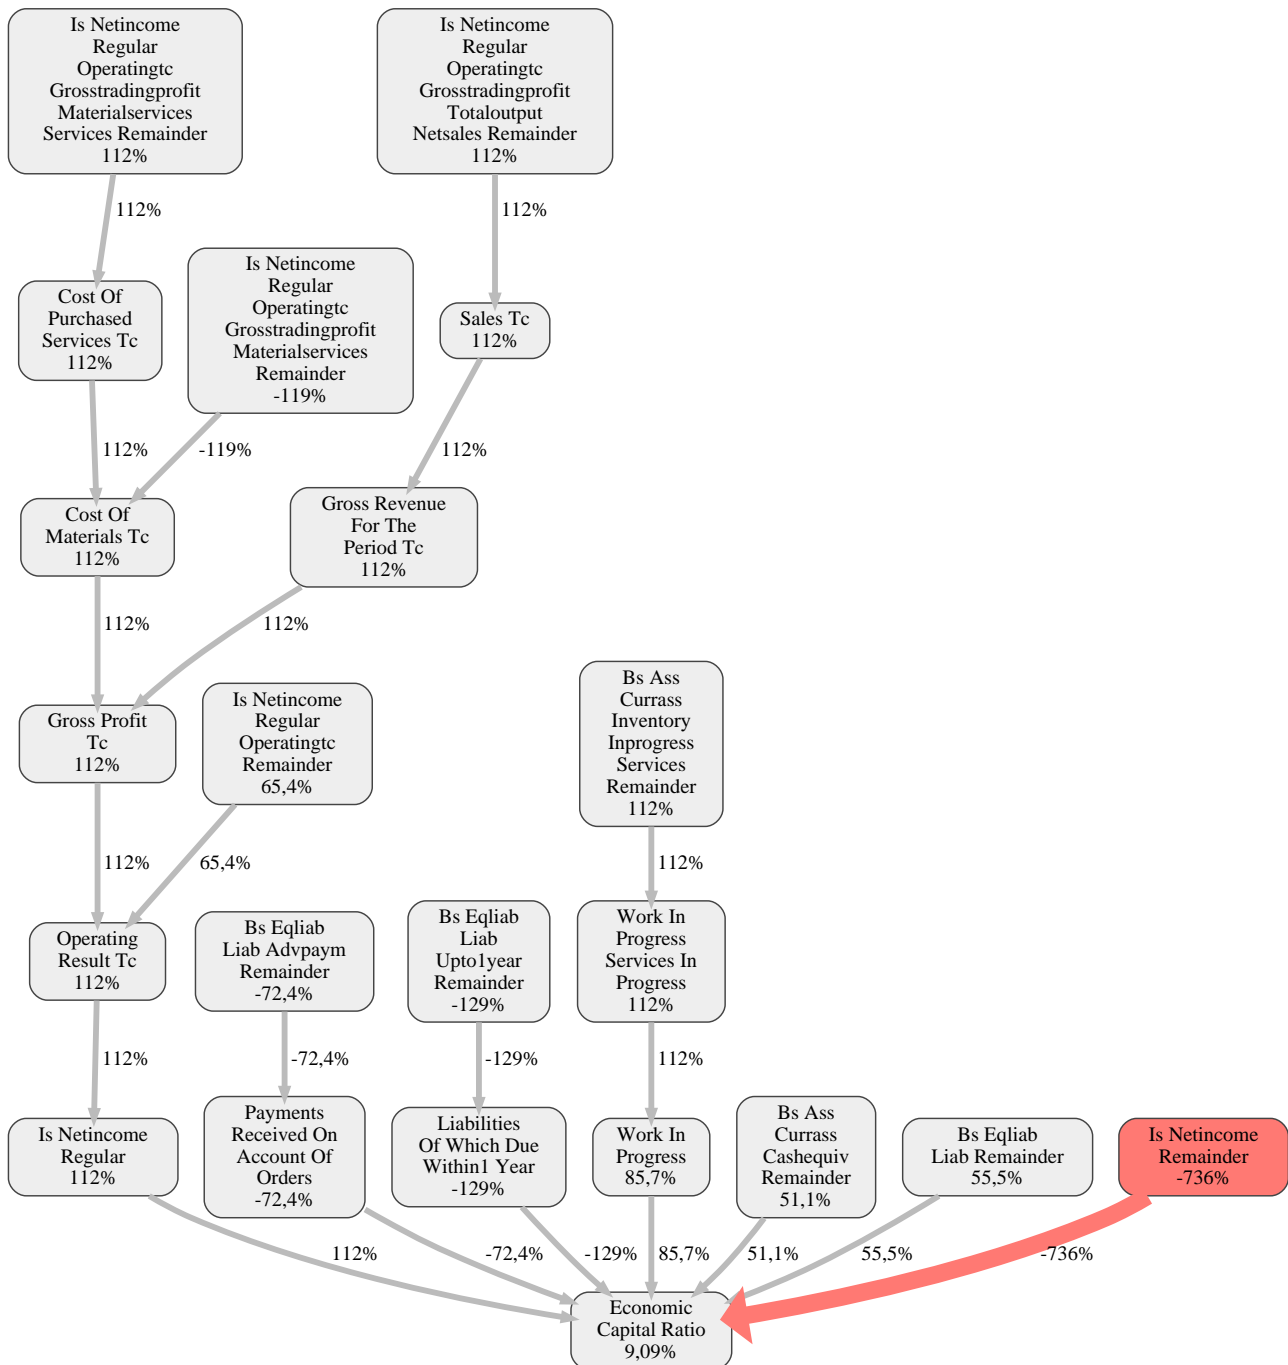 Is Netincome
Regular
Operatingtc
Grosstradingprofit
Materialservices
Services Remainder
112%
Is Netincome
Regular
Operatingtc
Grosstradingprofit
Totaloutput
Netsales Remainder
112%
112%
112%
Cost Of
Purchased
Services Tc
112%
Is Netincome
Regular
Operatingtc
Grosstradingprofit
Materialservices
Remainder
-119%
Sales Tc
112%
112%
-119%
112%
Cost Of
Materials Tc
112%
Gross Revenue
For The
Period Tc
112%
112%
112%
Gross Profit
Tc
112%
Is Netincome
Regular
Operatingtc
Remainder
65,4%
Bs Ass
Currass
Inventory
Inprogress
Services
Remainder
112%
112%
65,4%
112%
Operating
Result Tc
112%
Bs Eqliab
Liab Advpaym
Remainder
-72,4%
Bs Eqliab
Liab
Upto1year
Remainder
-129%
Work In
Progress
Services In
Progress
112%
112%
-72,4%
-129%
112%
Is Netincome
Regular
112%
Payments
Received On
Account Of
Orders
-72,4%
Liabilities
Of Which Due
Within1 Year
-129%
Work In
Progress
85,7%
Bs Ass
Currass
Cashequiv
Remainder
51,1%
Bs Eqliab
Liab Remainder
55,5%
Is Netincome
Remainder
-736%
112%
-72,4%
-129%
85,7%
51,1%
55,5%
-736%
Economic
Capital Ratio
9,09%